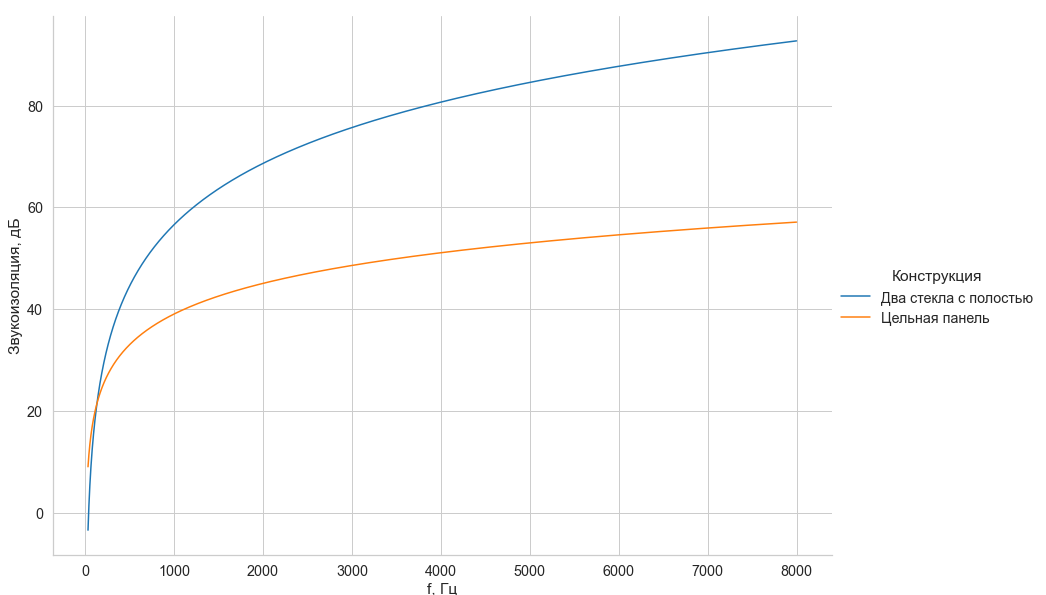 Звукоизоляция, дБ
80
60
40
20
0
0 1000 2000 3000 4000 5000 6000 7000 8000
f, Гц
Конструкция
Два стекла с полостью
Цельная панель